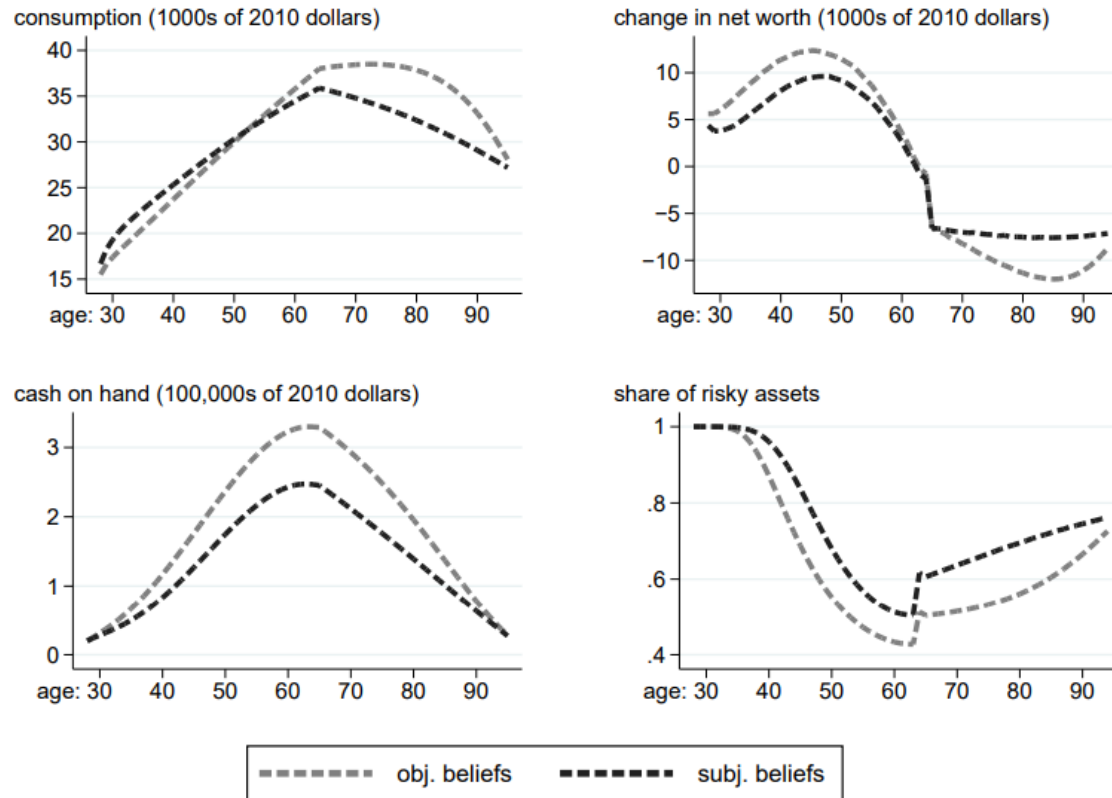 consumption (1000s of 2010 dollars)
40
35
30
25
20
15
age: 30 40 50 60 70 80 90
change in net worth (1000s of 2010 dollars)
10
5
0
−5
−10
age: 30 40 50 60 70 80 90
cash on hand (100,000s of 2010 dollars)
3
2
1
0
age: 30 40 50 60 70 80 90
share of risky assets
1
.8
.6
.4
age: 30 40 50 60 70 80 90
obj. beliefs subj. beliefs